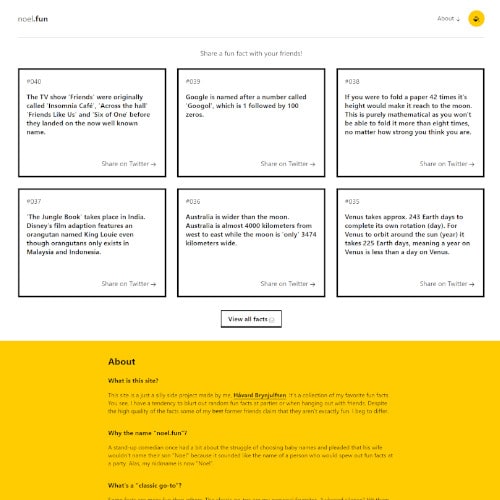 noel.fun
About ↓
Share a fun fact with your friends!
#040
The TV show 'Friends' were originally
called 'Insomnia Café', 'Across the hall'
'Friends Like Us' and 'Six of One' before
they landed on the now well known
name.
Share on Twitter →
#039
Google is named after a number called
'Googol', which is 1 followed by 100
zeros.
Share on Twitter →
#038
If you were to fold a paper 42 times it's
height would make it reach to the moon.
This is purely mathematical as you won't
be able to fold it more than eight times,
no matter how strong you think you are.
Share on Twitter →
#037
'The Jungle Book' takes place in India.
Disney's film adaption features an
orangutan named King Louie even
though orangutans only exists in
Malaysia and Indonesia.
Share on Twitter →
#036
Australia is wider than the moon.
Australia is almost 4000 kilometers from
west to east while the moon is 'only' 3474
kilometers wide.
Share on Twitter →
#035
Venus takes approx. 243 Earth days to
complete its own rotation (day). For
Venus to orbit around the sun (year) it
takes 225 Earth days, meaning a year on
Venus is less than a day on Venus.
Share on Twitter →
View all facts
About
What is this site?
This site is a just a silly side project made by me, Håvard Brynjulfsen. It's a collection of my favorite fun facts.
You see, I have a tendency to blurt out random fun facts at parties or when hanging out with friends. Despite
the high quality of the facts some of my best former friends claim that they aren't exactly fun. I beg to differ.
Why the name "noel.fun"?
A stand-up comedian once had a bit about the struggle of choosing baby names and pleaded that his wife
wouldn't name their son "Noel" because it sounded like the name of a person who would spew out fun facts
at a party. Alas, my nickname is now "Noel".
What's a "classic go-to"?